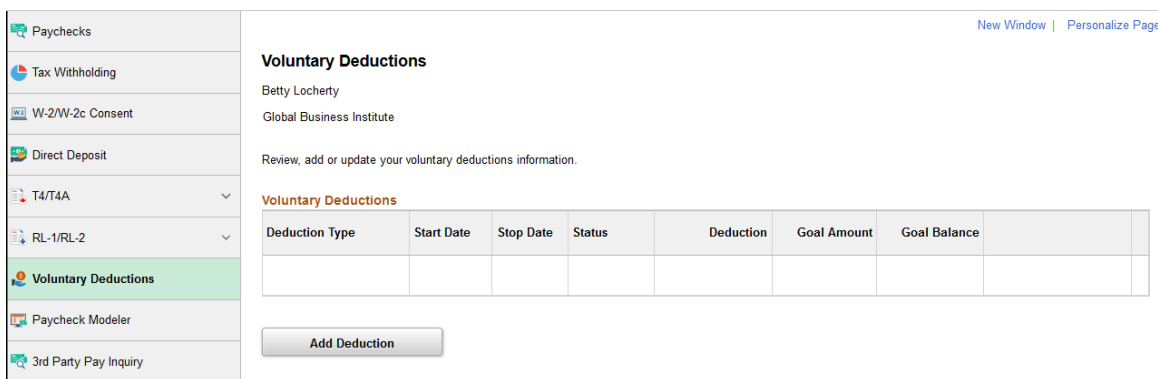 New Window | Personalize Page
Paychecks
Tax Withholding
W2 W-2/W-2c Consent
Direct Deposit
T4/T4A
RL-1/RL-2
Voluntary Deductions
Paycheck Modeler
3rd Party Pay Inquiry
Voluntary Deductions
Betty Locherty
Global Business Institute
Review, add or update your voluntary deductions information.
Voluntary Deductions
Deduction Type Start Date Stop Date Status Deduction Goal Amount Goal Balance
Add Deduction